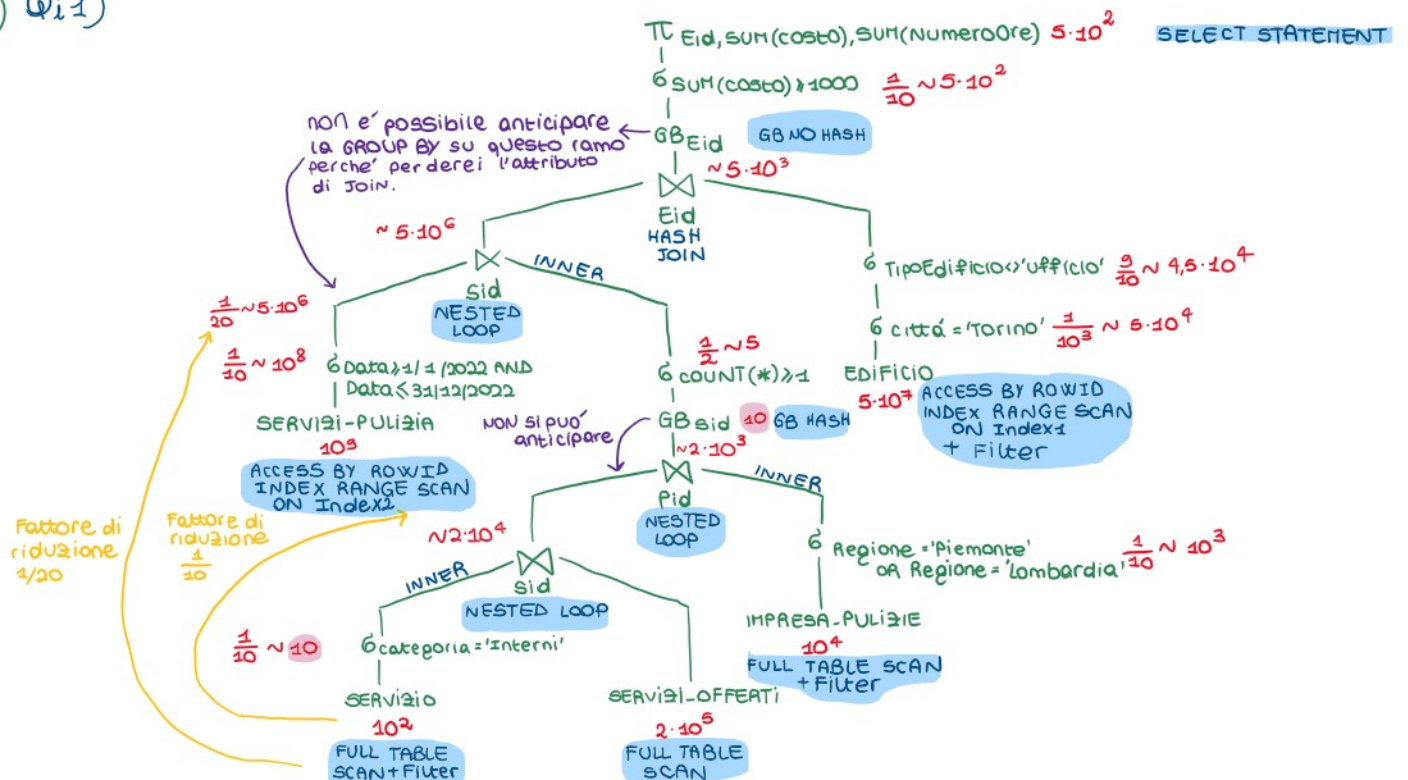 ) Qi1)
π Eid, SUM(COSTO), SUM(NumeroOre) 5·10²
SELECT STATEMENT
σ SUM(COSTO)≥1000 1/10 ~5·10²
non é possibile anticipare
la GROUP BY su questo ramo
perché perderei l'attributo
di JOIN.
GB Eid
GB NO HASH
~5·10³
⋈
Eid
HASH
JOIN
~5·10⁶
⋈
Sid
INNER
NESTED
LOOP
1/20 ~5·10⁶
1/10 ~ 10⁸
σ Data≥1/1/2022 AND
Data≤31/12/2022
SERVIZI-PULIZIA
10⁹
ACCESS BY ROWID
INDEX RANGE SCAN
ON Index2
σ TipoEdificio<>'ufficio' 9/10 ~ 4,5·10⁴
σ Cittá='Torino' 1/10³ ~ 5·10⁴
EDIFICIO
5·10⁷
ACCESS BY ROWID
INDEX RANGE SCAN
ON Index1
+ Filter
1/2 ~5
σ COUNT(*)≥1
NON SI PUO'
anticipare
GB Sid 10 GB HASH
~2·10³
⋈
Pid
INNER
NESTED
LOOP
~2·10⁴
⋈
Sid
INNER
NESTED LOOP
σ Regione='Piemonte'
OR Regione='Lombardia' 1/10 ~ 10³
IMPRESA-PULIZIE
10⁴
FULL TABLE SCAN
+ Filter
Fattore di
riduzione
1/20
Fattore di
riduzione
1/10
1/10 ~ 10
σ categoria='Interni'
SERVIZIO
10²
FULL TABLE
SCAN+Filter
SERVIZI-OFFERTI
2·10⁵
FULL TABLE
SCAN